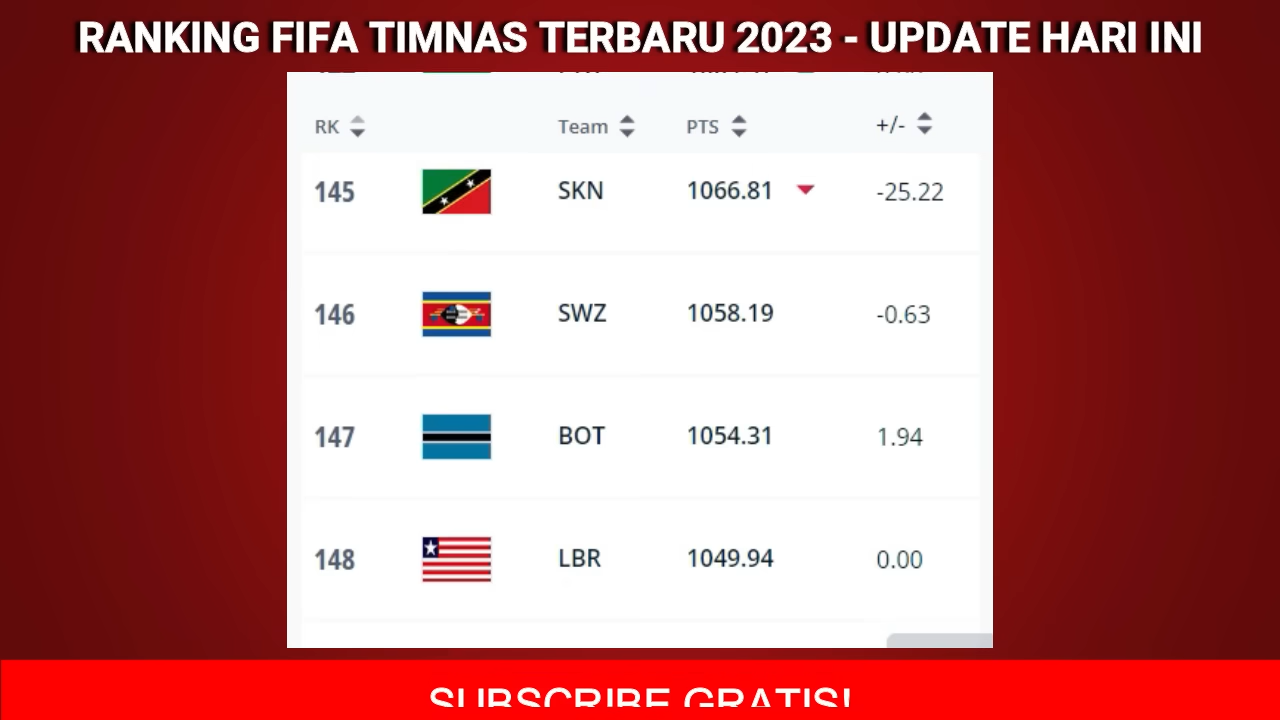 RANKING FIFA TIMNAS TERBARU 2023 - UPDATE HARI INI
RK Team PTS +/-
145 SKN 1066.81 -25.22
146 SWZ 1058.19 -0.63
147 BOT 1054.31 1.94
148 LBR 1049.94 0.00
SUBSCRIBE GRATIS!